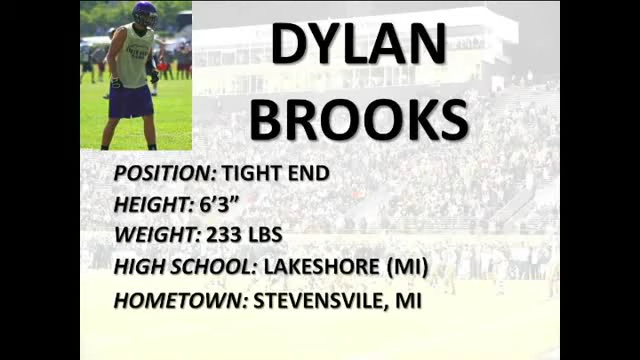 DYLAN
BROOKS
POSITION: TIGHT END
HEIGHT: 6’3”
WEIGHT: 233 LBS
HIGH SCHOOL: LAKESHORE (MI)
HOMETOWN: STEVENSVILE, MI